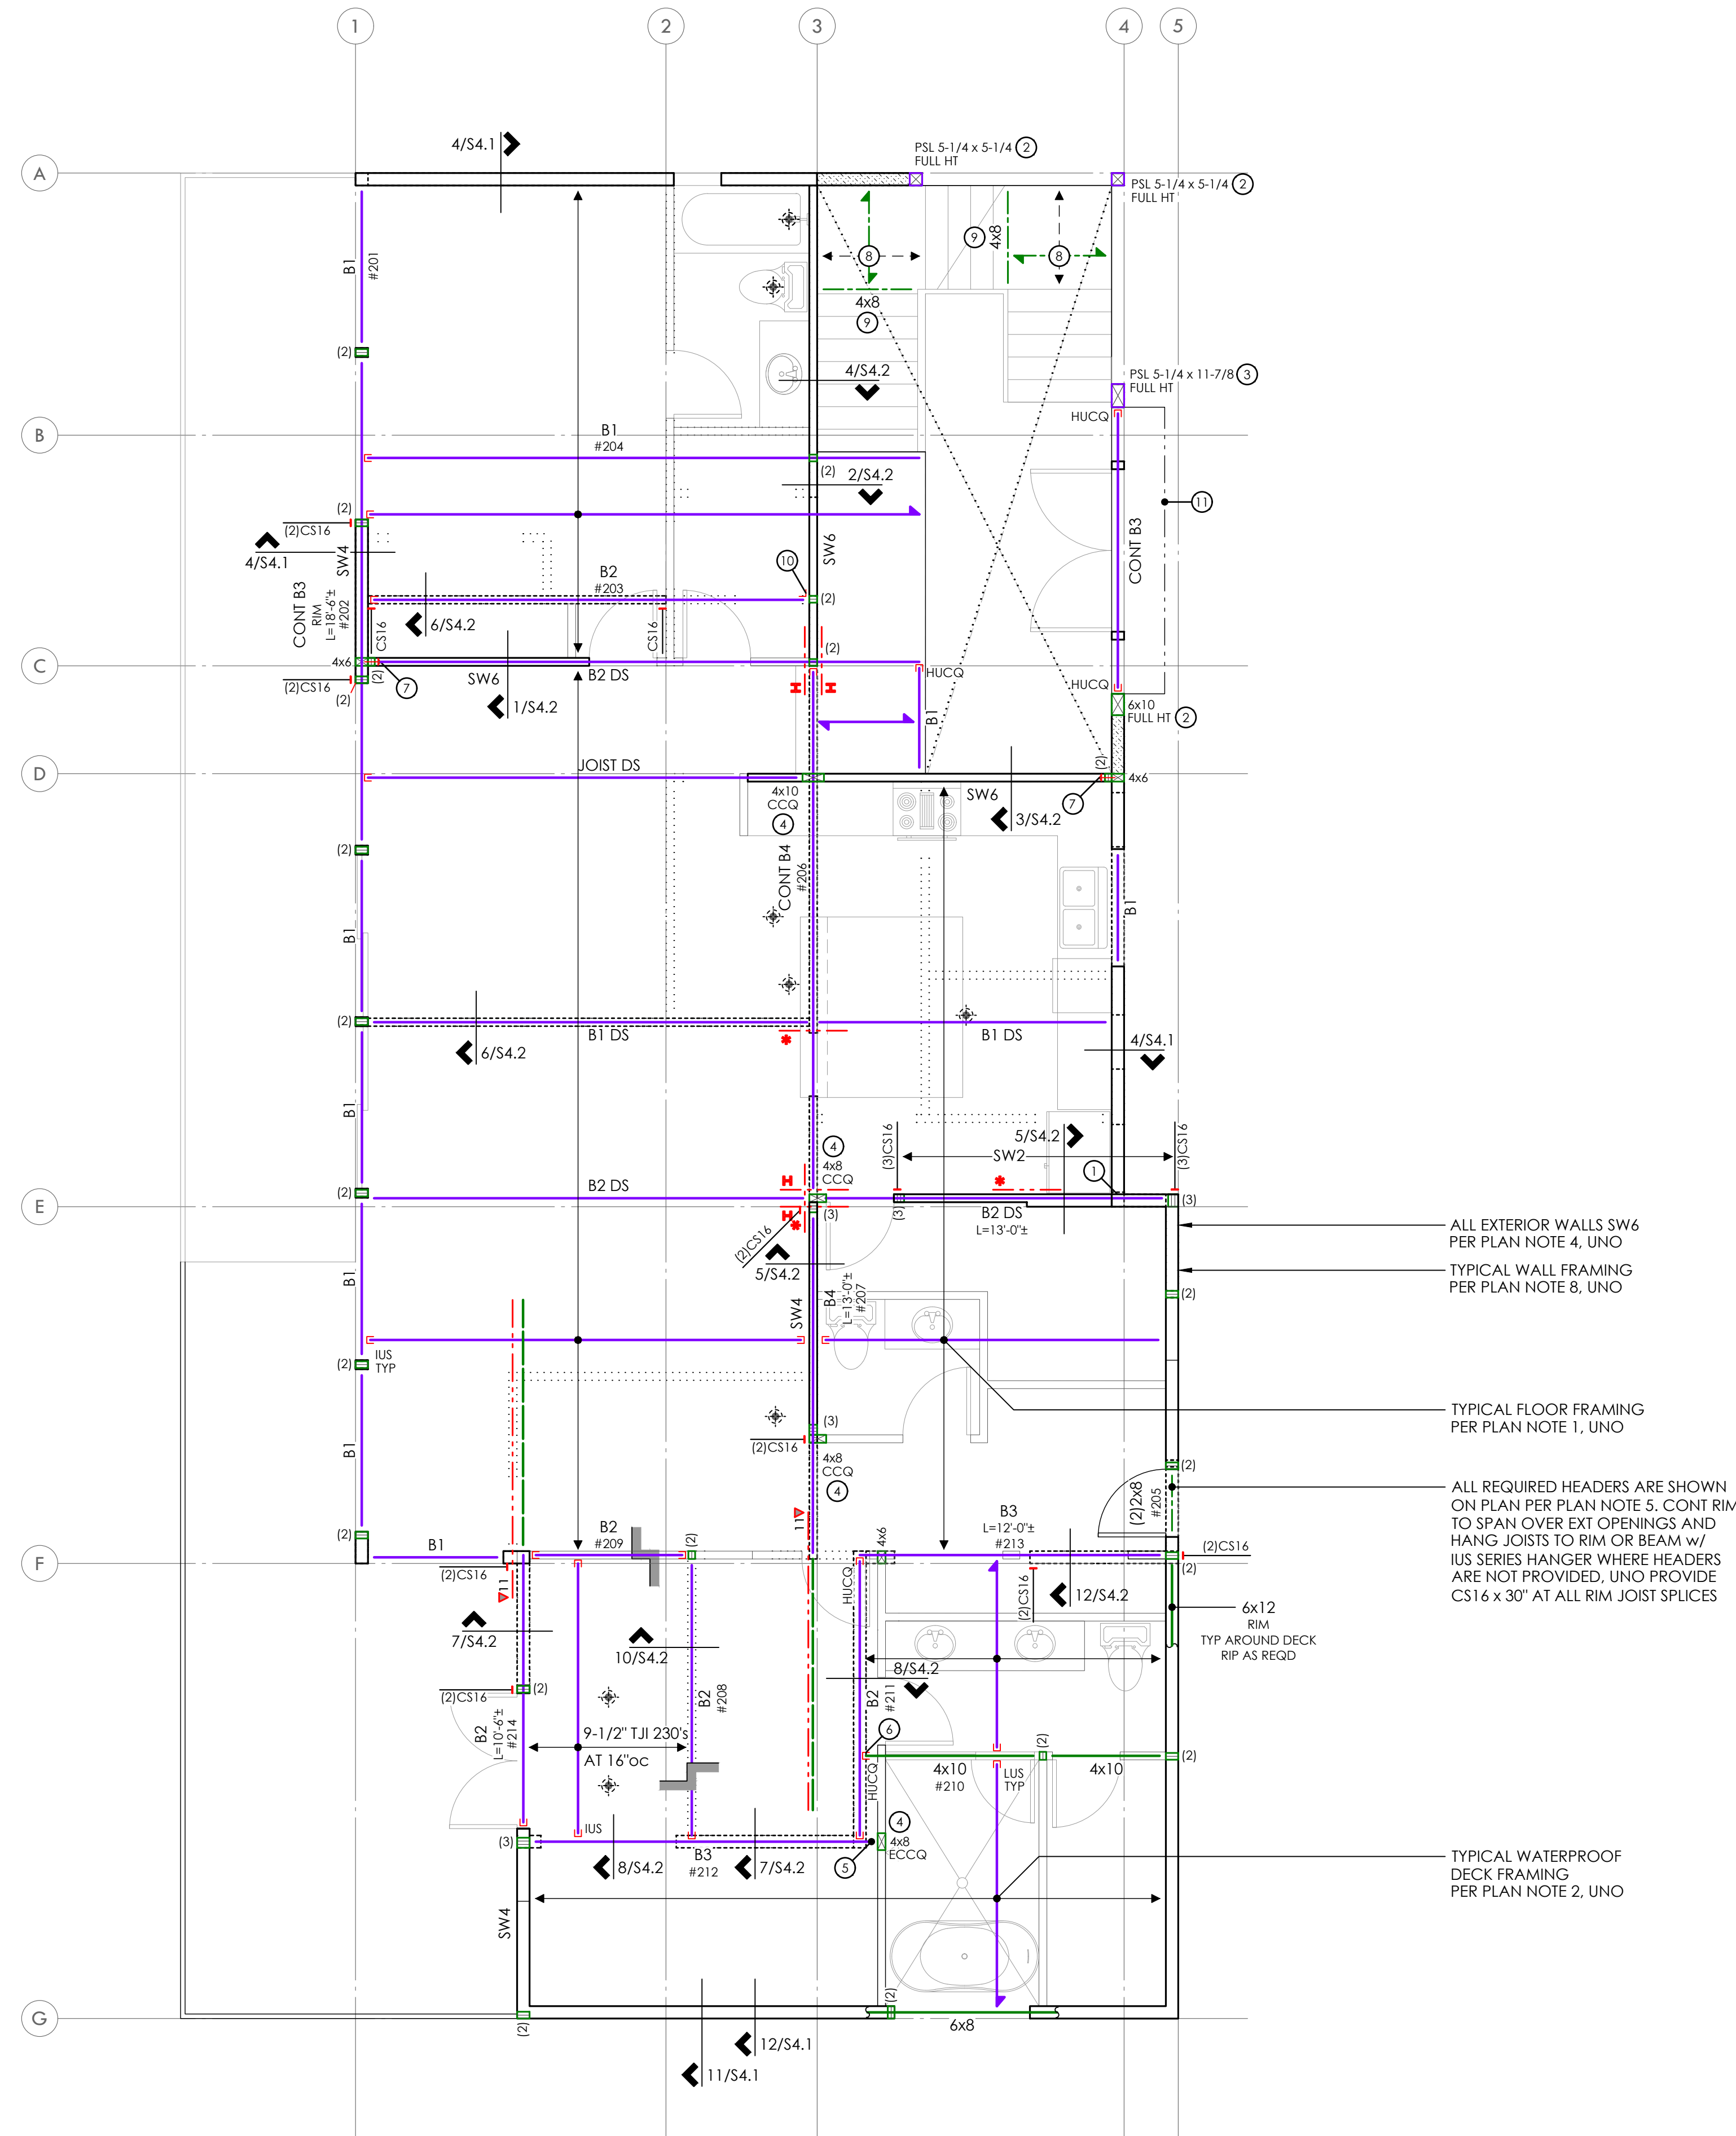 1
2
3
4
5
A
4/S4.1
PSL 5-1/4 x 5-1/4 2
FULL HT
PSL 5-1/4 x 5-1/4 2
FULL HT
B1
#201
8
9
4x8
8
4x8
9
(2)
4/S4.2
PSL 5-1/4 x 11-7/8 3
FULL HT
HUCQ
B
B1
#204
(2)
2/S4.2
11
(2)
(2)CS16
SW4
4/S4.1
SW6
CONT B3
10
B2
#203
(2)
CONT B3
RIM
L=18'-6"±
#202
CS16
6/S4.2
CS16
(2)
4x6
(2)
C
SW6
B2 DS
HUCQ
HUCQ
(2)CS16
(2)
7
1/S4.2
H
H
B1
6x10
FULL HT 2
D
JOIST DS
4x10
CCQ
4
SW6
3/S4.2
(2)
4x6
7
(2)
CONT B4
#206
B1
B1
(2)
B1 DS
B1 DS
6/S4.2
*
4/S4.1
B1
4
4x8
CCQ
(3)CS16
5/S4.2
SW2
(3)CS16
1
(2)
B2 DS
H
*
E
H
*
(3)
(3)
B2 DS
L=13'-0"±
(3)
(2)CS16
5/S4.2
ALL EXTERIOR WALLS SW6
PER PLAN NOTE 4, UNO
TYPICAL WALL FRAMING
PER PLAN NOTE 8, UNO
B1
SW4
B4
L=13'-0"±
#207
(2)
(2)
IUS
TYP
B1
(3)
(2)CS16
4x8
CCQ
4
TYPICAL FLOOR FRAMING
PER PLAN NOTE 1, UNO
(2)
(2)2x8
#205
ALL REQUIRED HEADERS ARE SHOWN
ON PLAN PER PLAN NOTE 5. CONT RIM
TO SPAN OVER EXT OPENINGS AND
HANG JOISTS TO RIM OR BEAM w/
IUS SERIES HANGER WHERE HEADERS
ARE NOT PROVIDED, UNO PROVIDE
CS16 x 30" AT ALL RIM JOIST SPLICES
11
(2)
B1
B2
#209
(2)
4x6
B3
L=12'-0"±
#213
(2)CS16
(2)
F
(2)CS16
11
HUCQ
(2)CS16
12/S4.2
7/S4.2
10/S4.2
6x12
RIM
TYP AROUND DECK
RIP AS REQD
(2)CS16
(2)
B2
#208
B2
#211
8/S4.2
B2
L=10'-6"±
#214
9-1/2" TJI 230's
AT 16"oc
6
HUCQ
4x10
#210
LUS
TYP
(2)
4x10
(2)
(3)
IUS
4
4x8
ECCQ
5
B3
#212
8/S4.2
7/S4.2
TYPICAL WATERPROOF
DECK FRAMING
PER PLAN NOTE 2, UNO
SW4
(2)
G
(2)
6x8
12/S4.1
11/S4.1